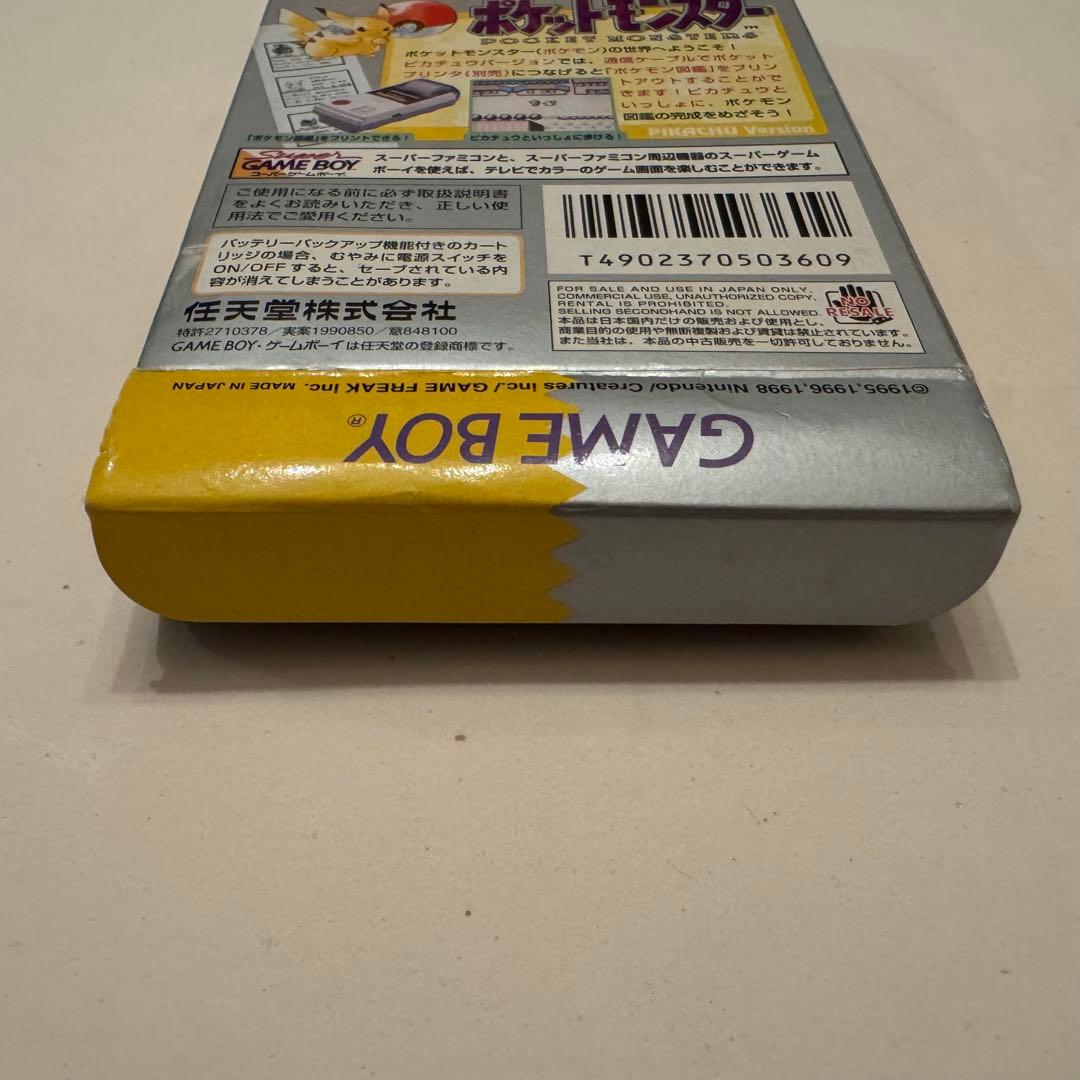 ポケットモンスター™
POCKET MONSTERS
ポケットモンスター(ポケモン)の世界へようこそ!
ピカチュウバージョンでは、通信ケーブルでポケット
プリンタ(別売)につなげると「ポケモン図鑑」をプリン
トアウトすることがで
きます!ピカチュウと
いっしょに、ポケモン
図鑑の完成をめざそう!
「ポケモン図鑑」をプリントできる!
ピカチュウといっしょに歩ける!
PIKACHU Version
Super
GAME BOY
スーパーゲームボーイ
スーパーファミコンと、スーパーファミコン周辺機器のスーパーゲーム
ボーイを使えば、テレビでカラーのゲーム画面を楽しむことができます。
ご使用になる前に必ず取扱説明書
をよくお読みいただき、正しい使
用法でご愛用ください。
バッテリーバックアップ機能付きのカート
リッジの場合、むやみに電源スイッチを
ON/OFFすると、セーブされている内
容が消えてしまうことがあります。
任天堂株式会社
特許2710378/実案1990850/意848100
GAME BOY・ゲームボーイは任天堂の登録商標です。
T4902370503609
FOR SALE AND USE IN JAPAN ONLY.
COMMERCIAL USE, UNAUTHORIZED COPY,
RENTAL IS PROHIBITED.
SELLING SECONDHAND IS NOT ALLOWED.
本品は日本国内だけの販売および使用とし、
商業目的の使用や無断複製および賃貸は禁止されています。
また当社は、本品の中古販売を一切許可しておりません。
NO
RESALE
©1995,1996,1998 Nintendo/Creatures inc./GAME FREAK inc. MADE IN JAPAN
GAME BOY®